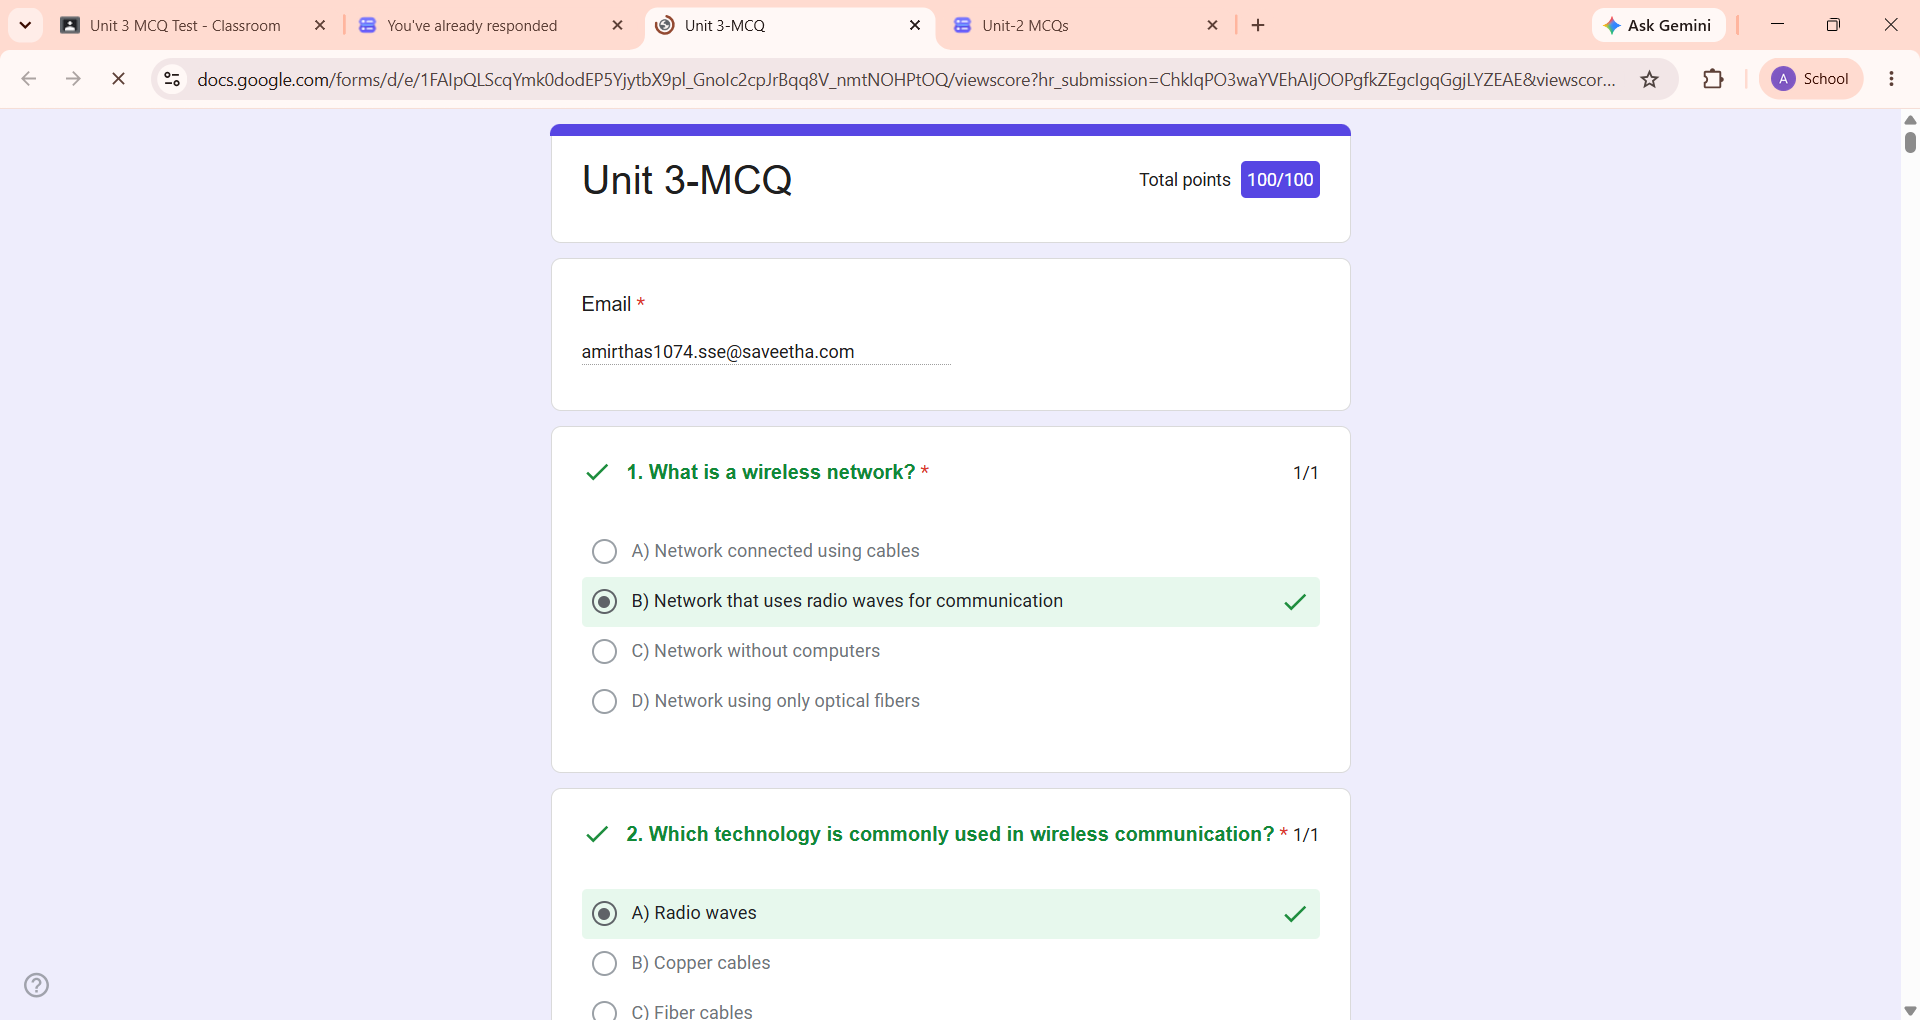 Unit 3 MCQ Test - Classroom
You've already responded
Unit 3-MCQ
Unit-2 MCQs
Ask Gemini
docs.google.com/forms/d/e/1FAIpQLScqYmk0dodEP5YjytbX9pl_GnoIc2cpJrBqq8V_nmtNOHPtOQ/viewscore?hr_submission=ChkIqPO3waYVEhAIjOOPgfkZEgcIgqGgjLYZEAE&viewscor...
A
School
Unit 3-MCQ
Total points 100/100
Email *
amirthas1074.sse@saveetha.com
1. What is a wireless network? *
1/1
A) Network connected using cables
B) Network that uses radio waves for communication
C) Network without computers
D) Network using only optical fibers
2. Which technology is commonly used in wireless communication? * 1/1
A) Radio waves
B) Copper cables
C) Fiber cables